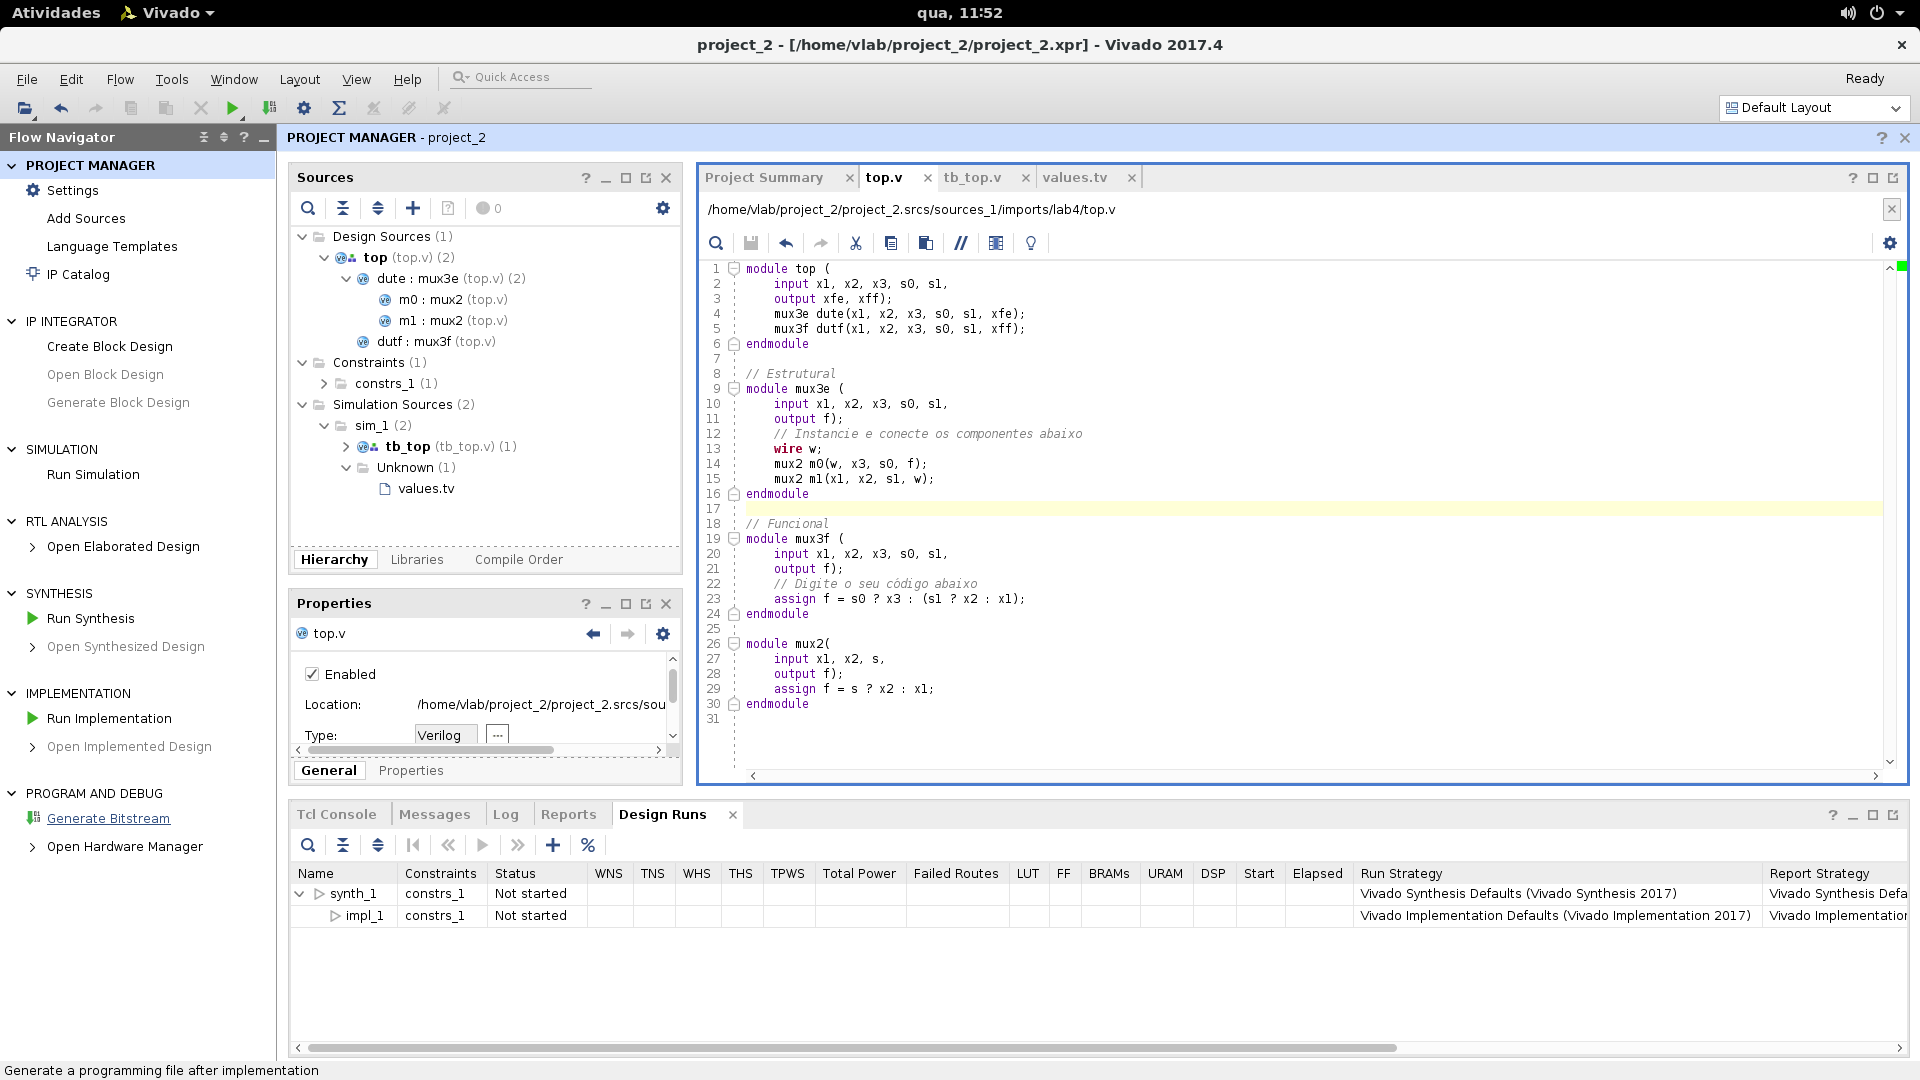 Atividades Vivado qua, 11:52
project_2 - [/home/vlab/project_2/project_2.xpr] - Vivado 2017.4
File Edit Flow Tools Window Layout View Help Quick Access Ready
Default Layout
Flow Navigator
PROJECT MANAGER
Settings
Add Sources
Language Templates
IP Catalog
IP INTEGRATOR
Create Block Design
Open Block Design
Generate Block Design
SIMULATION
Run Simulation
RTL ANALYSIS
Open Elaborated Design
SYNTHESIS
Run Synthesis
Open Synthesized Design
IMPLEMENTATION
Run Implementation
Open Implemented Design
PROGRAM AND DEBUG
Generate Bitstream
Open Hardware Manager
PROJECT MANAGER - project_2
Sources
0
Design Sources (1)
top (top.v) (2)
dute : mux3e (top.v) (2)
m0 : mux2 (top.v)
m1 : mux2 (top.v)
dutf : mux3f (top.v)
Constraints (1)
constrs_1 (1)
Simulation Sources (2)
sim_1 (2)
tb_top (tb_top.v) (1)
Unknown (1)
values.tv
Hierarchy Libraries Compile Order
Properties
top.v
Enabled
Location: /home/vlab/project_2/project_2.srcs/sou
Type: Verilog ...
General Properties
Project Summary top.v tb_top.v values.tv
/home/vlab/project_2/project_2.srcs/sources_1/imports/lab4/top.v
1 module top (
2 input x1, x2, x3, s0, s1,
3 output xfe, xff);
4 mux3e dute(x1, x2, x3, s0, s1, xfe);
5 mux3f dutf(x1, x2, x3, s0, s1, xff);
6 endmodule
7
8 // Estrutural
9 module mux3e (
10 input x1, x2, x3, s0, s1,
11 output f);
12 // Instancie e conecte os componentes abaixo
13 wire w;
14 mux2 m0(w, x3, s0, f);
15 mux2 m1(x1, x2, s1, w);
16 endmodule
17
18 // Funcional
19 module mux3f (
20 input x1, x2, x3, s0, s1,
21 output f);
22 // Digite o seu código abaixo
23 assign f = s0 ? x3 : (s1 ? x2 : x1);
24 endmodule
25
26 module mux2(
27 input x1, x2, s,
28 output f);
29 assign f = s ? x2 : x1;
30 endmodule
31
Tcl Console Messages Log Reports Design Runs
Name Constraints Status WNS TNS WHS THS TPWS Total Power Failed Routes LUT FF BRAMs URAM DSP Start Elapsed Run Strategy Report Strategy
synth_1 constrs_1 Not started Vivado Synthesis Defaults (Vivado Synthesis 2017) Vivado Synthesis Defa
impl_1 constrs_1 Not started Vivado Implementation Defaults (Vivado Implementation 2017) Vivado Implementation
Generate a programming file after implementation